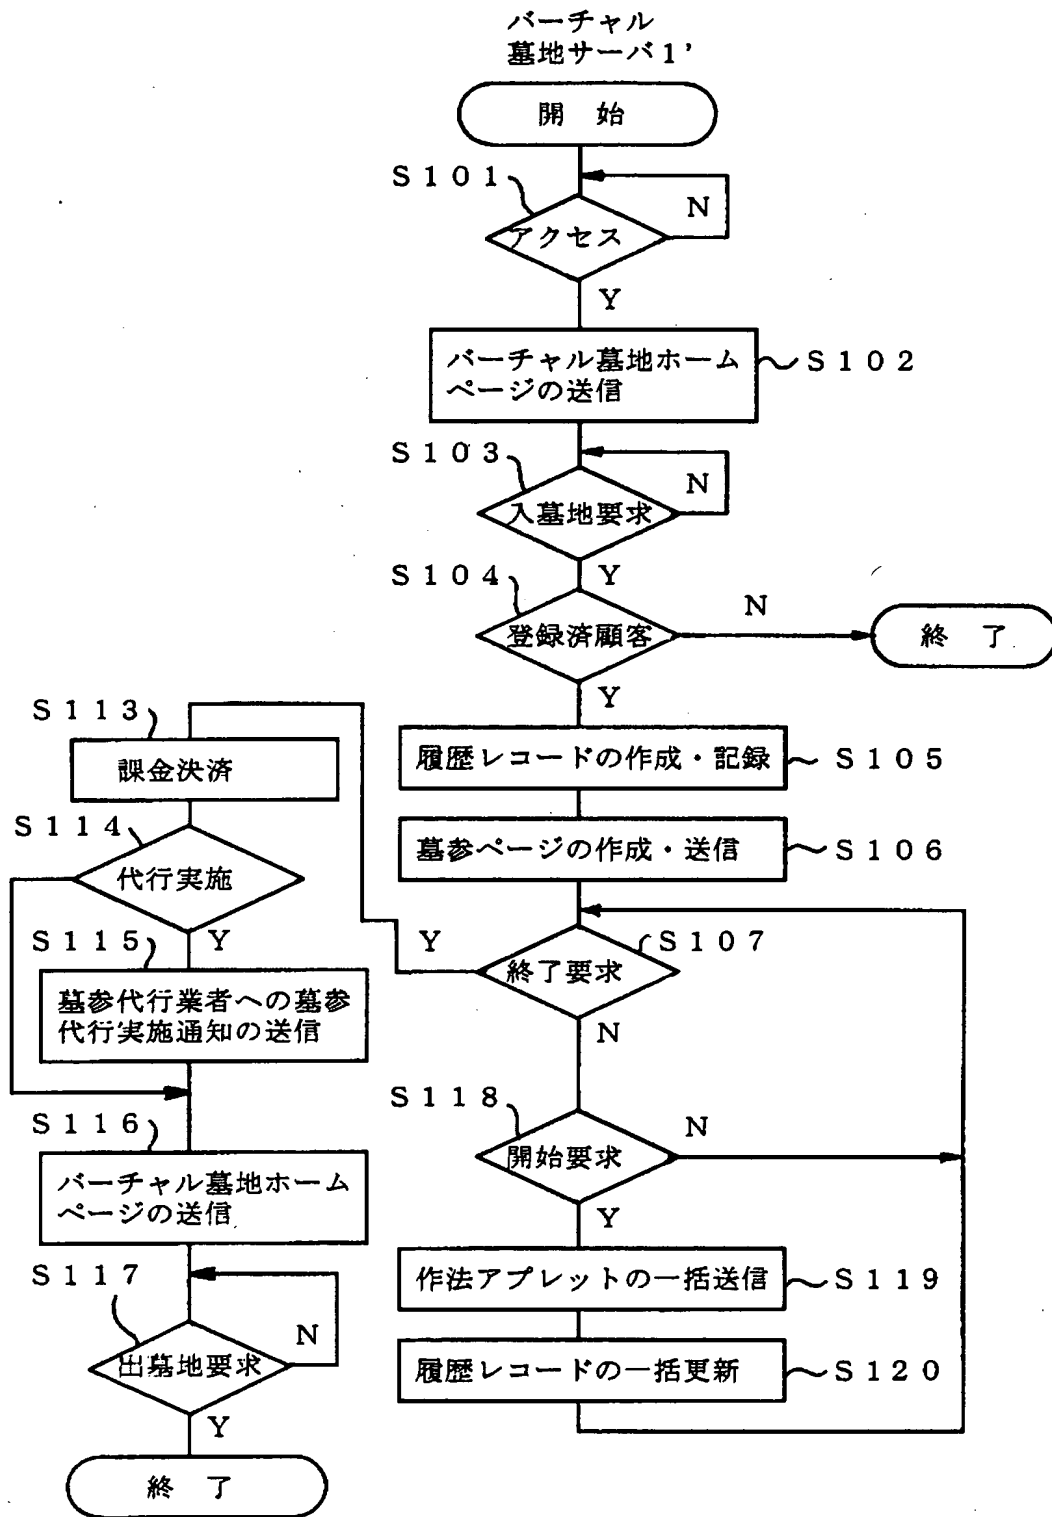 バーチャル
墓地サーバ１’
開　始
Ｓ１０１
Ｎ
アクセス
Ｙ
バーチャル墓地ホーム
ページの送信
Ｓ１０２
Ｓ１０３
Ｎ
入墓地要求
Ｙ
Ｓ１０４
登録済顧客
Ｎ
終　了
Ｙ
履歴レコードの作成・記録
Ｓ１０５
墓参ページの作成・送信
Ｓ１０６
Ｓ１０７
終了要求
Ｙ
Ｎ
Ｓ１１８
開始要求
Ｎ
Ｙ
作法アプレットの一括送信
Ｓ１１９
履歴レコードの一括更新
Ｓ１２０
Ｓ１１３
課金決済
Ｓ１１４
代行実施
Ｙ
Ｓ１１５
墓参代行業者への墓参
代行実施通知の送信
Ｓ１１６
バーチャル墓地ホーム
ページの送信
Ｓ１１７
Ｎ
出墓地要求
Ｙ
終　了